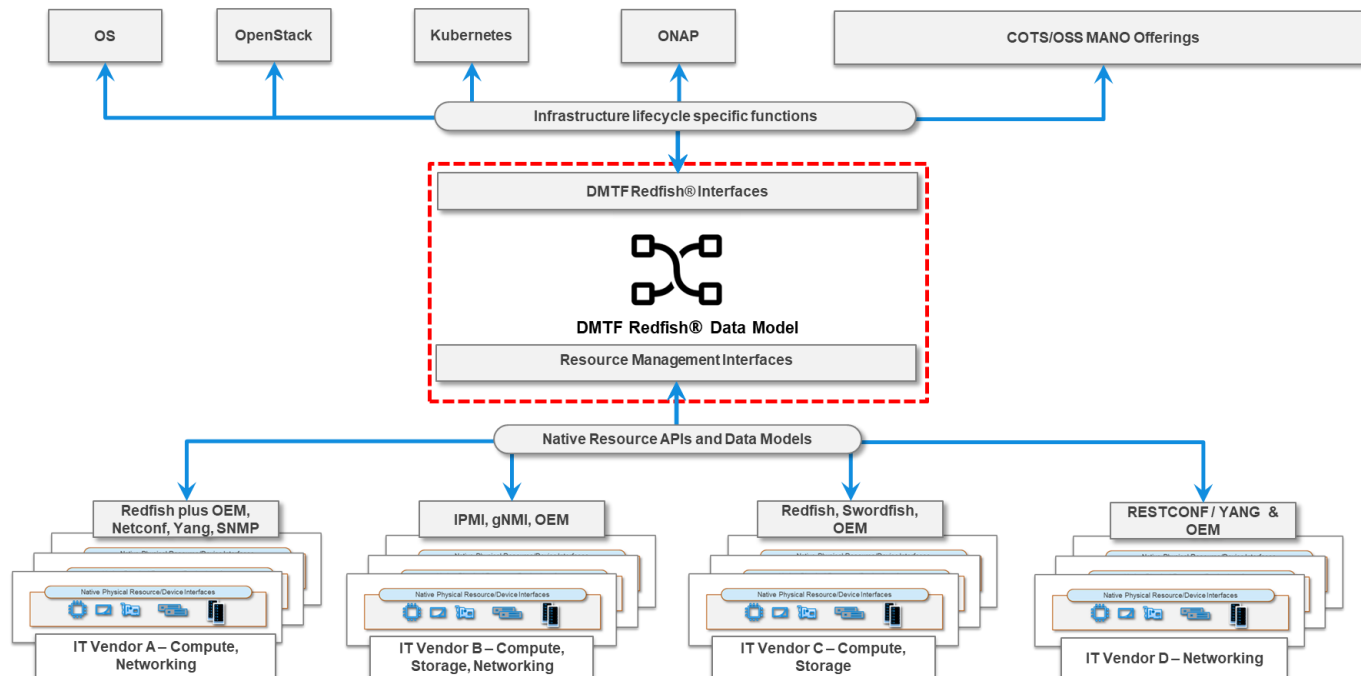 OS
OpenStack
Kubernetes
ONAP
COTS/OSS MANO Offerings
Infrastructure lifecycle specific functions
DMTF Redfish® Interfaces
DMTF Redfish® Data Model
Resource Management Interfaces
Native Resource APIs and Data Models
Redfish plus OEM,
Netconf, Yang, SNMP
IPMI, gNMI, OEM
Redfish, Swordfish,
OEM
RESTCONF / YANG & 
OEM
Native Physical Resource/Device Interfaces
Native Physical Resource/Device Interfaces
Native Physical Resource/Device Interfaces
Native Physical Resource/Device Interfaces
IT Vendor A – Compute,
Networking
IT Vendor B – Compute,
Storage, Networking
IT Vendor C – Compute,
Storage
IT Vendor D – Networking